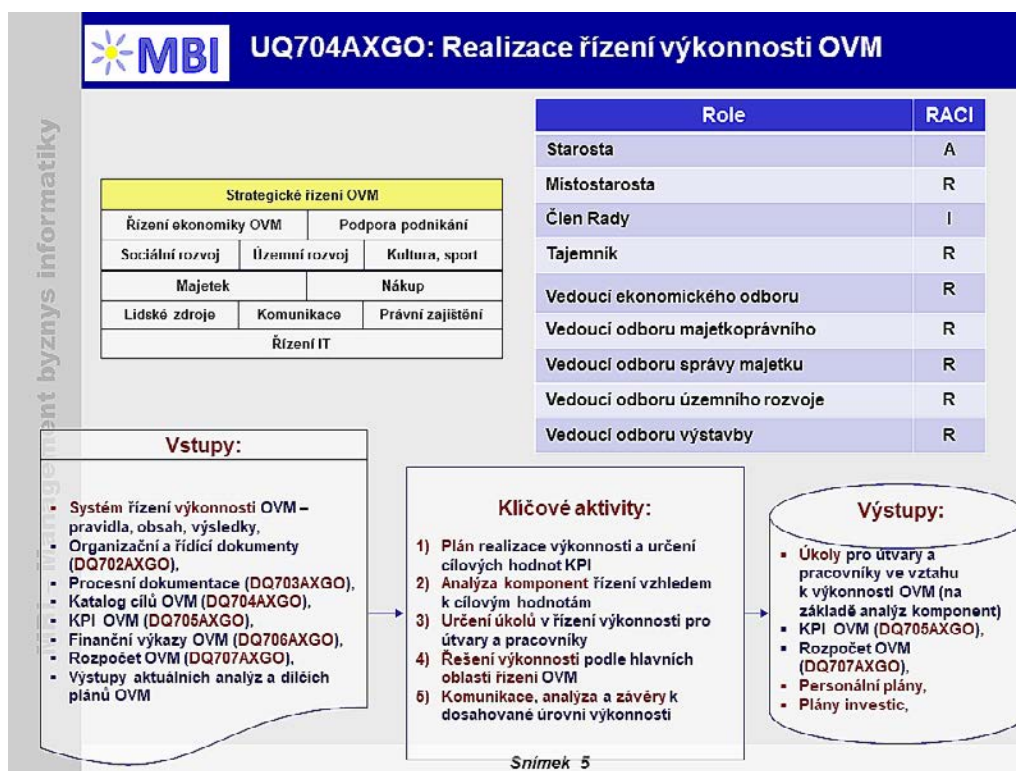 MBI
UQ704AXGO: Realizace řízení výkonnosti OVM
MBI - Management byznys informatiky
Role RACI
Starosta A
Místostarosta R
Člen Rady I
Tajemník R
Vedoucí ekonomického odboru R
Vedoucí odboru majetkoprávního R
Vedoucí odboru správy majetku R
Vedoucí odboru územního rozvoje R
Vedoucí odboru výstavby R
Strategické řízení OVM
Řízení ekonomiky OVM Podpora podnikání
Sociální rozvoj Územní rozvoj Kultura, sport
Majetek Nákup
Lidské zdroje Komunikace Právní zajištění
Řízení IT
Vstupy:
Systém řízení výkonnosti OVM –
pravidla, obsah, výsledky,
Organizační a řídící dokumenty
(DQ702AXGO),
Procesní dokumentace (DQ703AXGO),
Katalog cílů OVM (DQ704AXGO),
KPI OVM (DQ705AXGO),
Finanční výkazy OVM (DQ706AXGO),
Rozpočet OVM (DQ707AXGO),
Výstupy aktuálních analýz a dílčích
plánů OVM
Klíčové aktivity:
1) Plán realizace výkonnosti a určení
cílových hodnot KPI
2) Analýza komponent řízení vzhledem
k cílovým hodnotám
3) Určení úkolů v řízení výkonnosti pro
útvary a pracovníky
4) Řešení výkonnosti podle hlavních
oblastí řízení OVM
5) Komunikace, analýza a závěry k
dosahované úrovni výkonnosti
Výstupy:
Úkoly pro útvary a
pracovníky ve vztahu
k výkonnosti OVM (na
základě analýz komponent)
KPI OVM (DQ705AXGO),
Rozpočet OVM
(DQ707AXGO),
Personální plány,
Plány investic,
Snímek 5